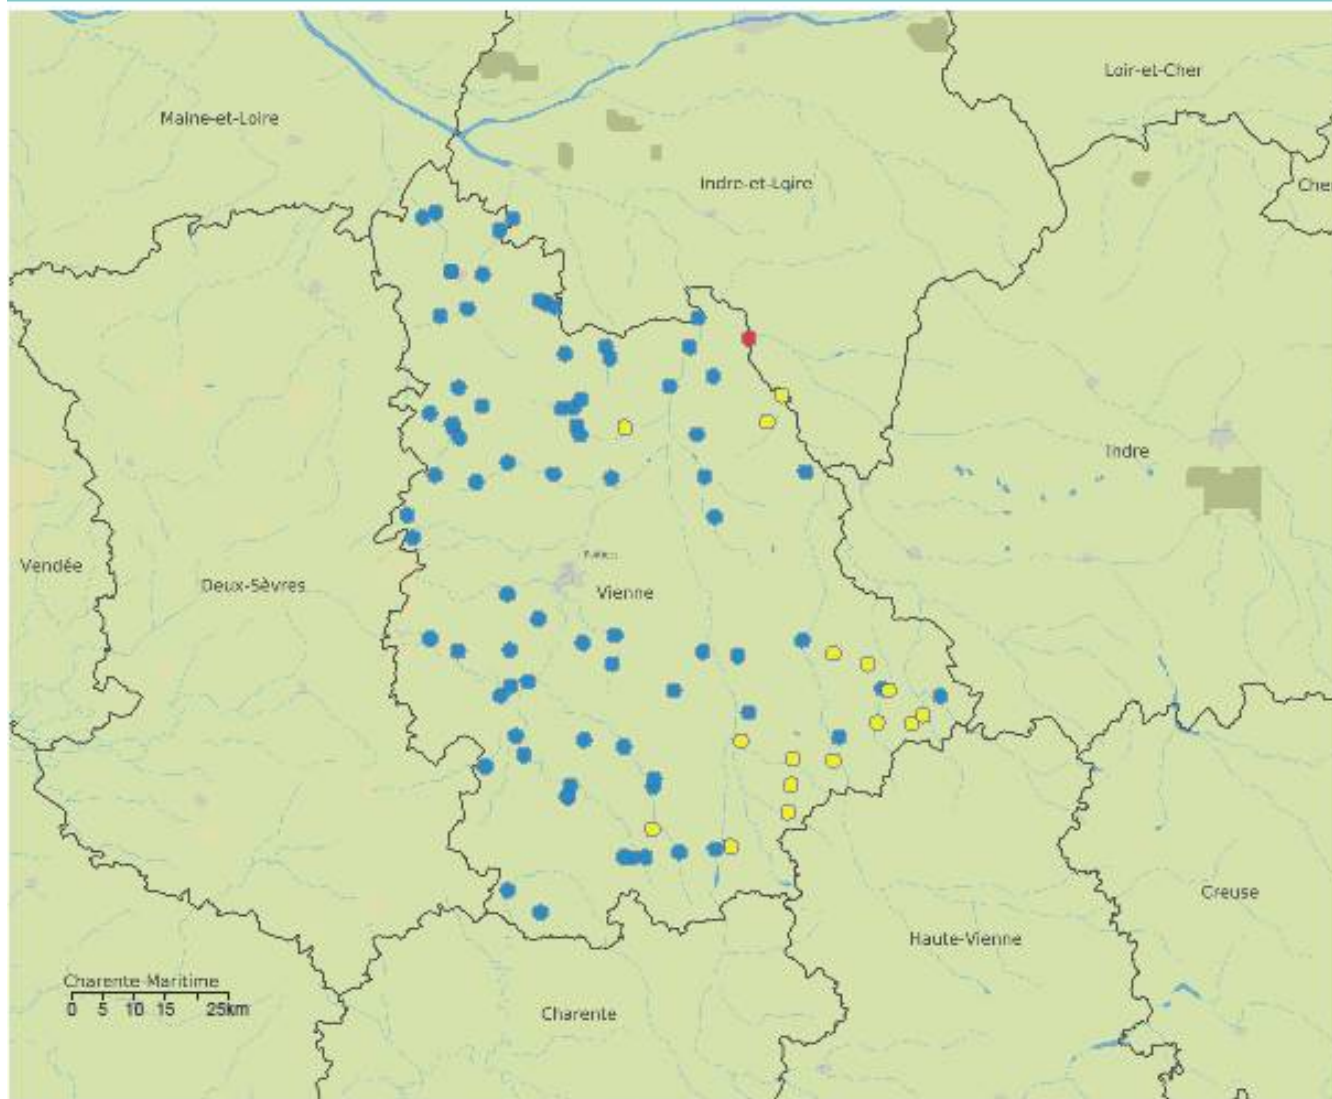 Loir-et-Cher
Maine-et-Loire
Indre-et-Loire
Che
Indre
Vendée
Deux-Sèvres
Vienne
Creuse
Haute-Vienne
Charente-Maritime
0 5 10 15 25km
Charente